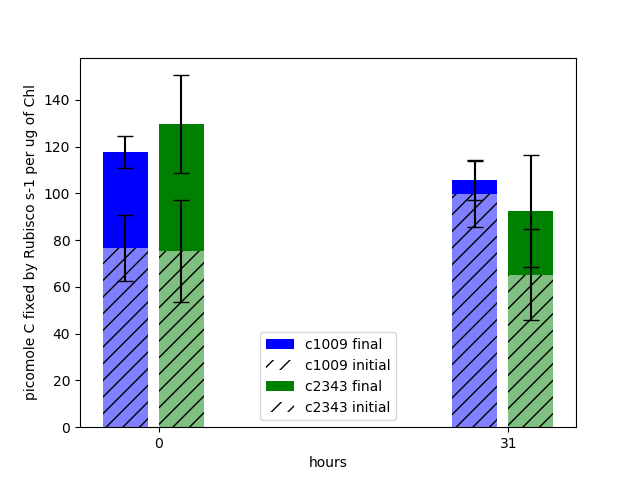 picomole C fixed by Rubisco s-1 per ug of Chl
140
120
100
80
60
40
20
0
c1009 final
c1009 initial
c2343 final
c2343 initial
0
31
hours